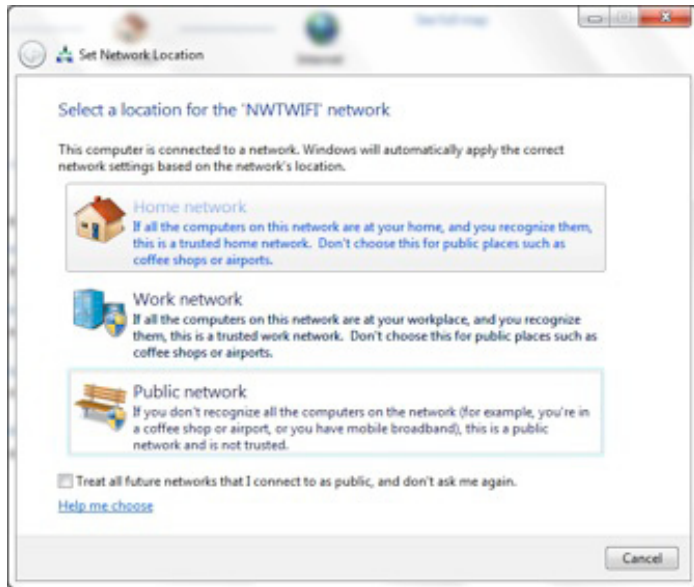 See full map
Internet
Set Network Location
Select a location for the 'NWTWIFI' network
This computer is connected to a network. Windows will automatically apply the correct
network settings based on the network's location.
Home network
If all the computers on this network are at your home, and you recognize them,
this is a trusted home network. Don't choose this for public places such as
coffee shops or airports.
Work network
If all the computers on this network are at your workplace, and you recognize
them, this is a trusted work network. Don't choose this for public places such as
coffee shops or airports.
Public network
If you don't recognize all the computers on the network (for example, you're in
a coffee shop or airport, or you have mobile broadband), this is a public
network and is not trusted.
Treat all future networks that I connect to as public, and don't ask me again.
Help me choose
Cancel